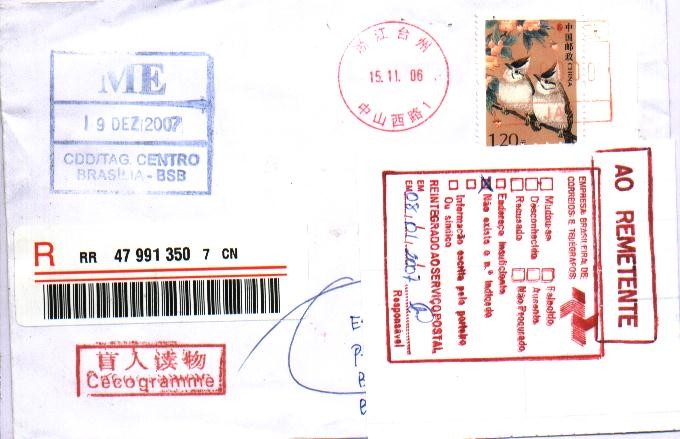 ME
19 DEZ 2007
CDD/TAG. CENTRO
BRASÍLIA - BSB
浙江台州
15.11.06
中山西路1
中国邮政
CHINA
1.20元
R RR 47 991 350 7 CN
盲人读物
Cecogramme
AO REMETENTE
EMPRESA BRASILEIRA DE
CORREIOS E TELÉGRAFOS
Mudou-se
Falecido
Desconhecido
Ausente
Recusado
Não Procurado
Endereço insuficiente
Não existe o n.º indicado
Informação escrita pelo porteiro
Ou síndico
REINTEGRADO AO SERVIÇO POSTAL
EM 08/01/2007
Responsável